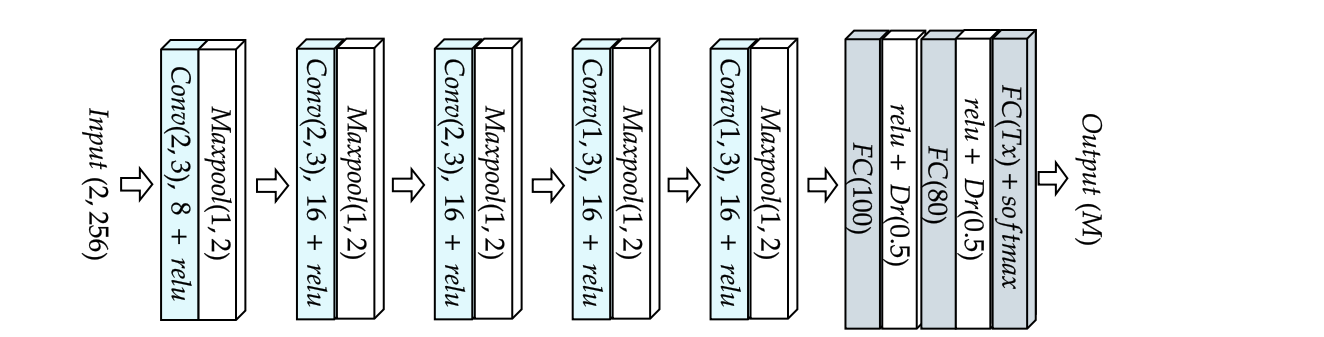 Input (2, 256)
Conv(2, 3), 8 + relu
Maxpool(1, 2)
Conv(2, 3), 16 + relu
Maxpool(1, 2)
Conv(2, 3), 16 + relu
Maxpool(1, 2)
Conv(1, 3), 16 + relu
Maxpool(1, 2)
Conv(1, 3), 16 + relu
Maxpool(1, 2)
FC(100)
relu + Dr(0.5)
FC(80)
relu + Dr(0.5)
FC(Tx) + softmax
Output (M)